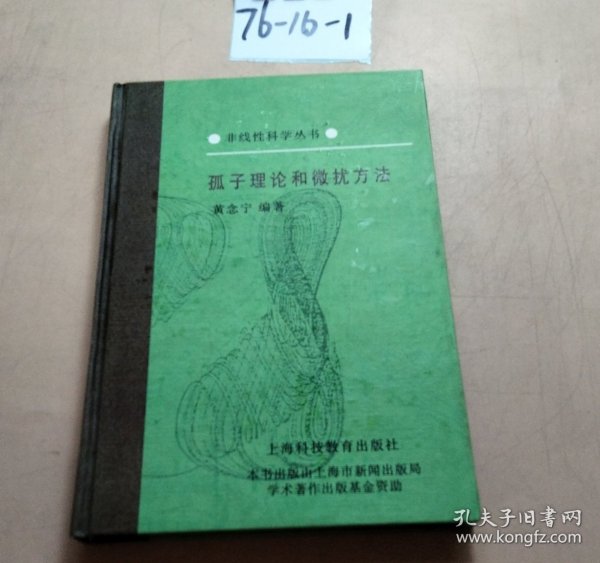 76-16-1
非线性科学丛书
孤子理论和微扰方法
黄念宁 编著
上海科技教育出版社
本书出版由上海市新闻出版局
学术著作出版基金资助
孔夫子旧书网
www.kongfz.com